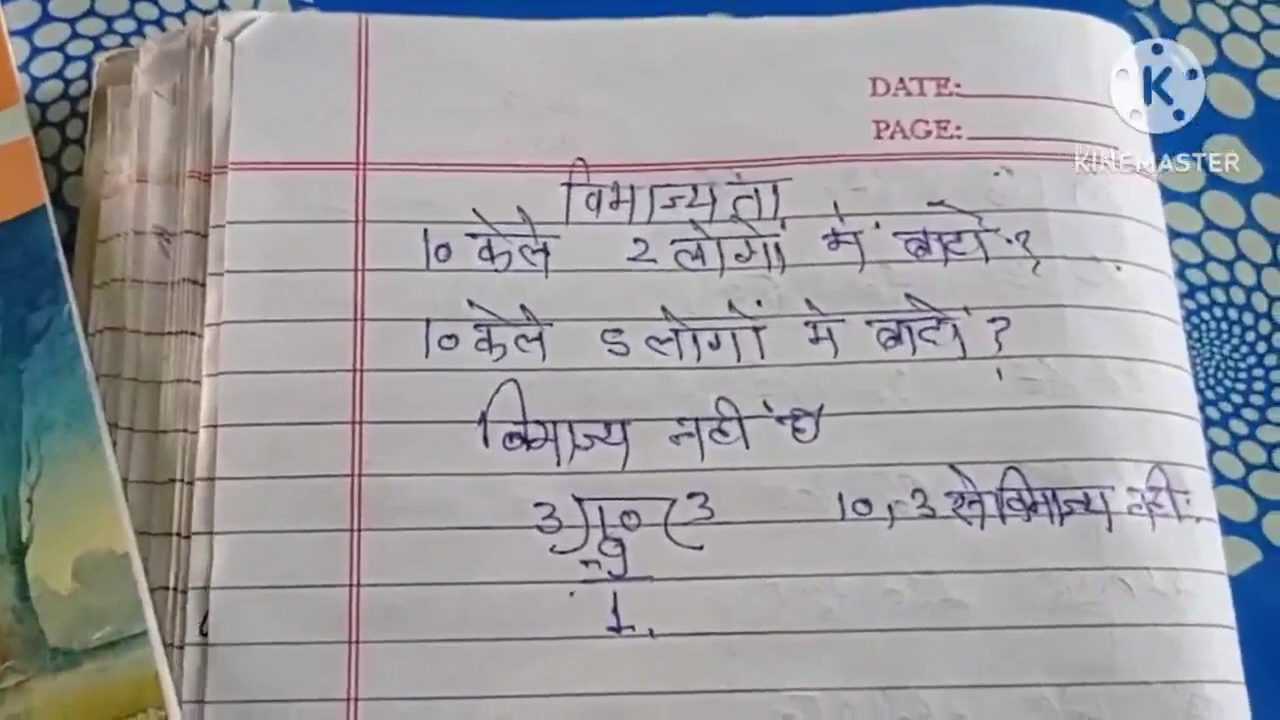 DATE:
PAGE:
KINEMASTER
विभाज्यता
10 केले 2 लोगों में बाटो ?
10 केले 5 लोगों मे बाटों ?
विभाज्य नहीं है
3)10(3
-9
1
10, 3 से विभाज्य नहीं